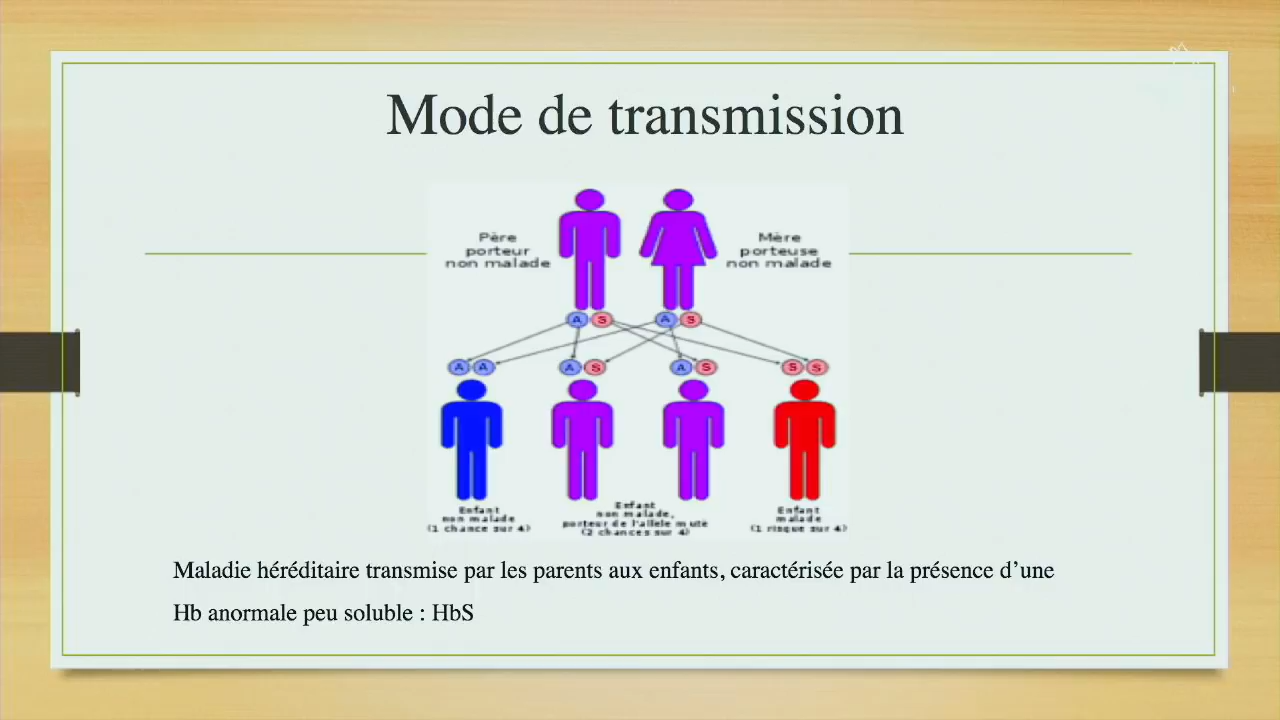 Mode de transmission
Père
porteur
non malade
Mère
porteuse
non malade
A S A S
A A A S A S S S
Enfant
non malade
(1 chance sur 4)
Enfant
non malade,
porteur de l'allèle muté
(2 chances sur 4)
Enfant
malade
(1 risque sur 4)
Maladie héréditaire transmise par les parents aux enfants, caractérisée par la présence d’une
Hb anormale peu soluble : HbS